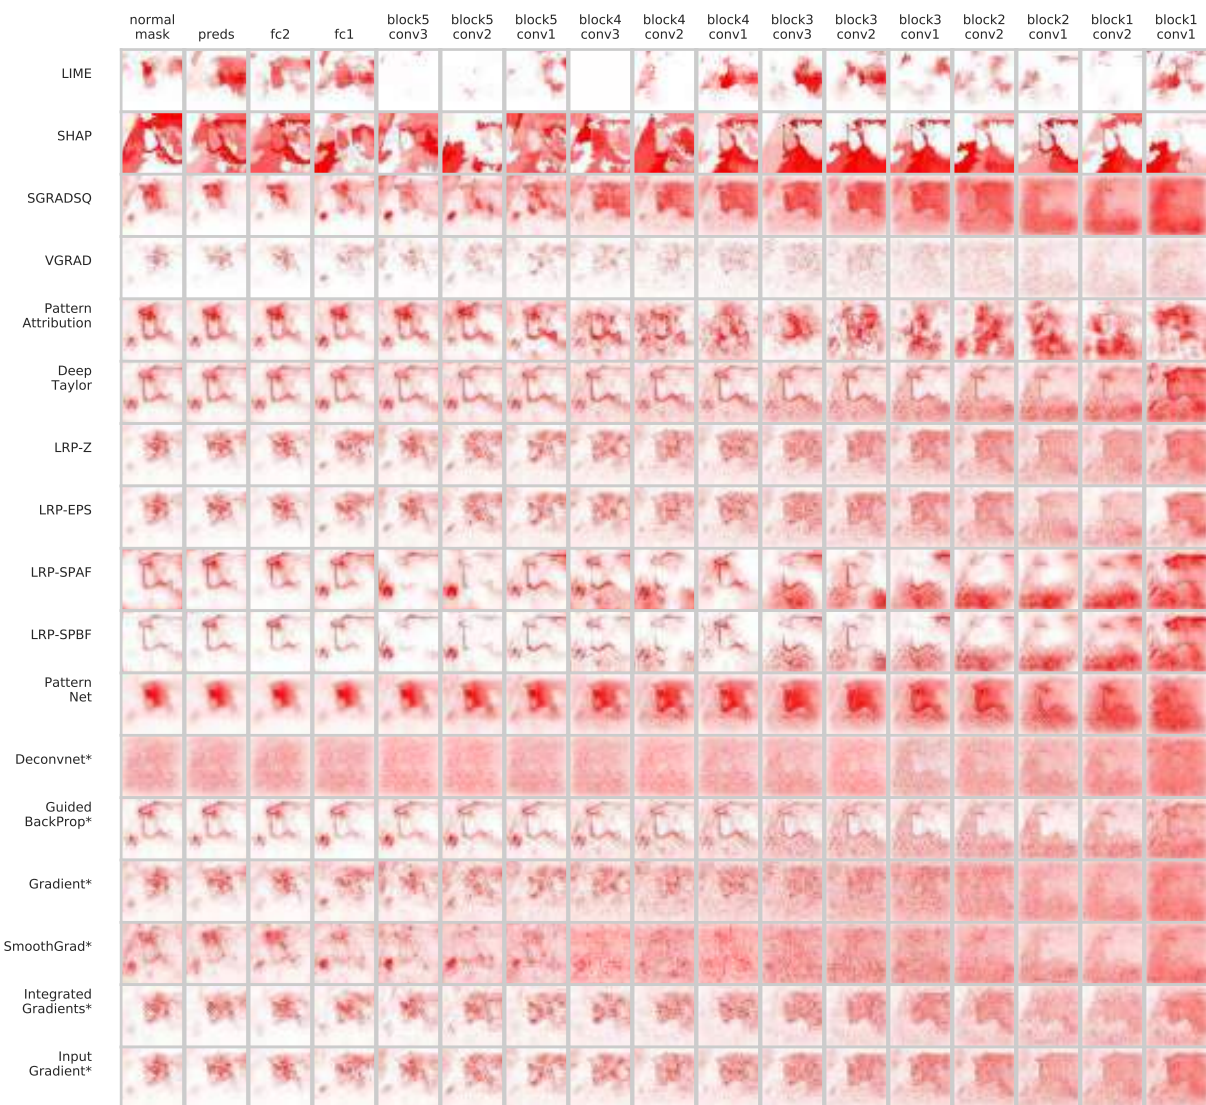 normal mask
preds
fc2
fc1
block5 conv3
block5 conv2
block5 conv1
block4 conv3
block4 conv2
block4 conv1
block3 conv3
block3 conv2
block3 conv1
block2 conv2
block2 conv1
block1 conv2
block1 conv1
LIME
SHAP
SGRADSQ
VGRAD
Pattern
Attribution
Deep
Taylor
LRP-Z
LRP-EPS
LRP-SPAF
LRP-SPBF
Pattern
Net
Deconvnet*
Guided
BackProp*
Gradient*
SmoothGrad*
Integrated
Gradients*
Input
Gradient*